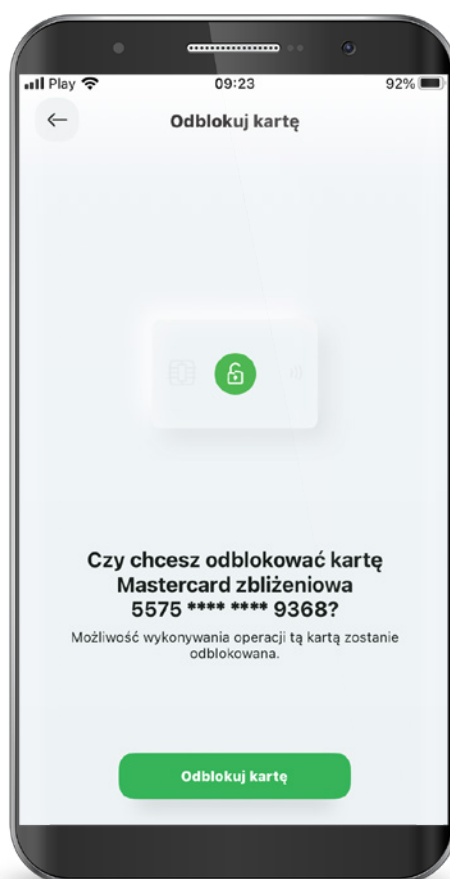 Play 09:23 92%
Odblokuj kartę
Czy chcesz odblokować kartę
Mastercard zbliżeniowa
5575 **** **** 9368?
Możliwość wykonywania operacji tą kartą zostanie
odblokowana.
Odblokuj kartę